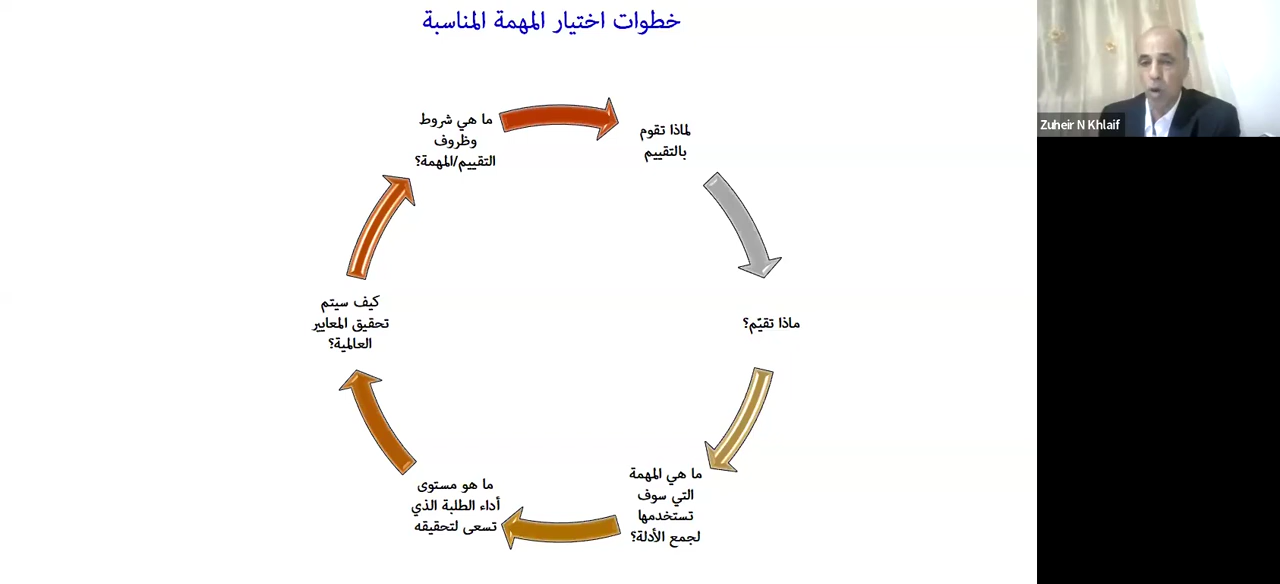 خطوات اختيار المهمة المناسبة
لماذا تقوم
بالتقييم
ماذا تقيّم؟
ما هي المهمة
التي سوف
تستخدمها
لجمع الأدلة؟
ما هو مستوى
أداء الطلبة الذي
تسعى لتحقيقه
كيف سيتم
تحقيق المعايير
العالمية؟
ما هي شروط
وظروف
التقييم/المهمة؟
Zuheir N Khlaif